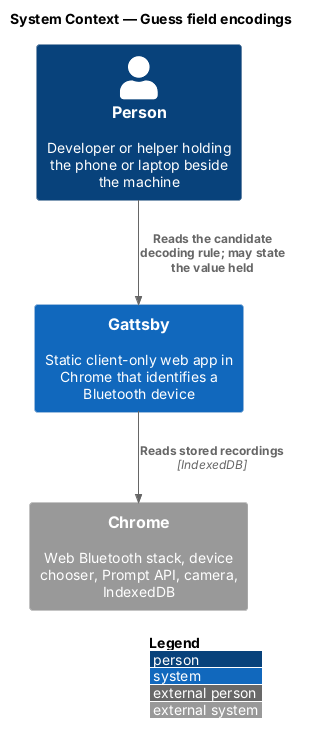 System Context — Guess field encodings
Person
Developer or helper holding
the phone or laptop beside
the machine
Reads the candidate
decoding rule; may state
the value held
Gattsby
Static client-only web app in
Chrome that identifies a
Bluetooth device
Reads stored recordings
[IndexedDB]
Chrome
Web Bluetooth stack, device
chooser, Prompt API, camera,
IndexedDB
Legend
person
system
external person
external system